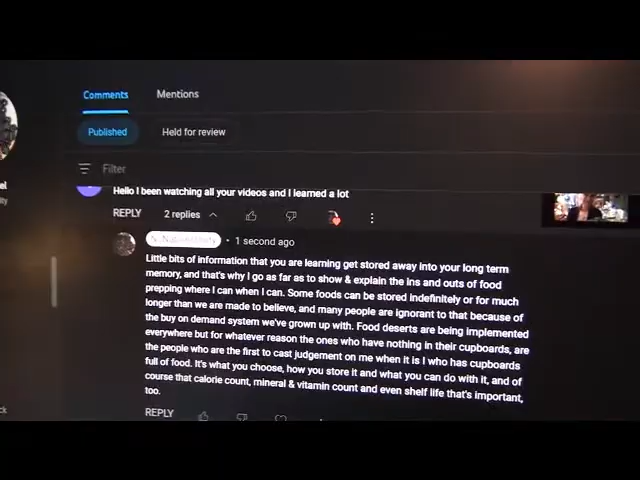 Comments Mentions
Published Held for review
Filter
Hello I been watching all your videos and I learned a lot
REPLY 2 replies
• 1 second ago
Little bits of information that you are learning get stored away into your long term
memory, and that's why I go as far as to show & explain the ins and outs of food
prepping where I can when I can. Some foods can be stored indefinitely or for much
longer than we are made to believe, and many people are ignorant to that because of
the buy on demand system we've grown up with. Food deserts are being implemented
everywhere but for whatever reason the ones who have nothing in their cupboards, are
the people who are the first to cast judgement on me when it is I who has cupboards
full of food. It's what you choose, how you store it and what you can do with it, and of
course that calorie count, mineral & vitamin count and even shelf life that's important,
too.
REPLY